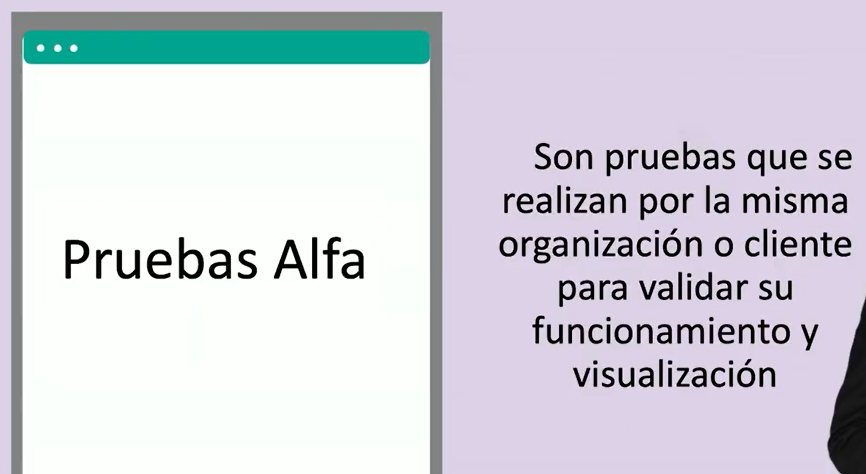 Pruebas Alfa
Son pruebas que se
realizan por la misma
organización o cliente
para validar su
funcionamiento y
visualización